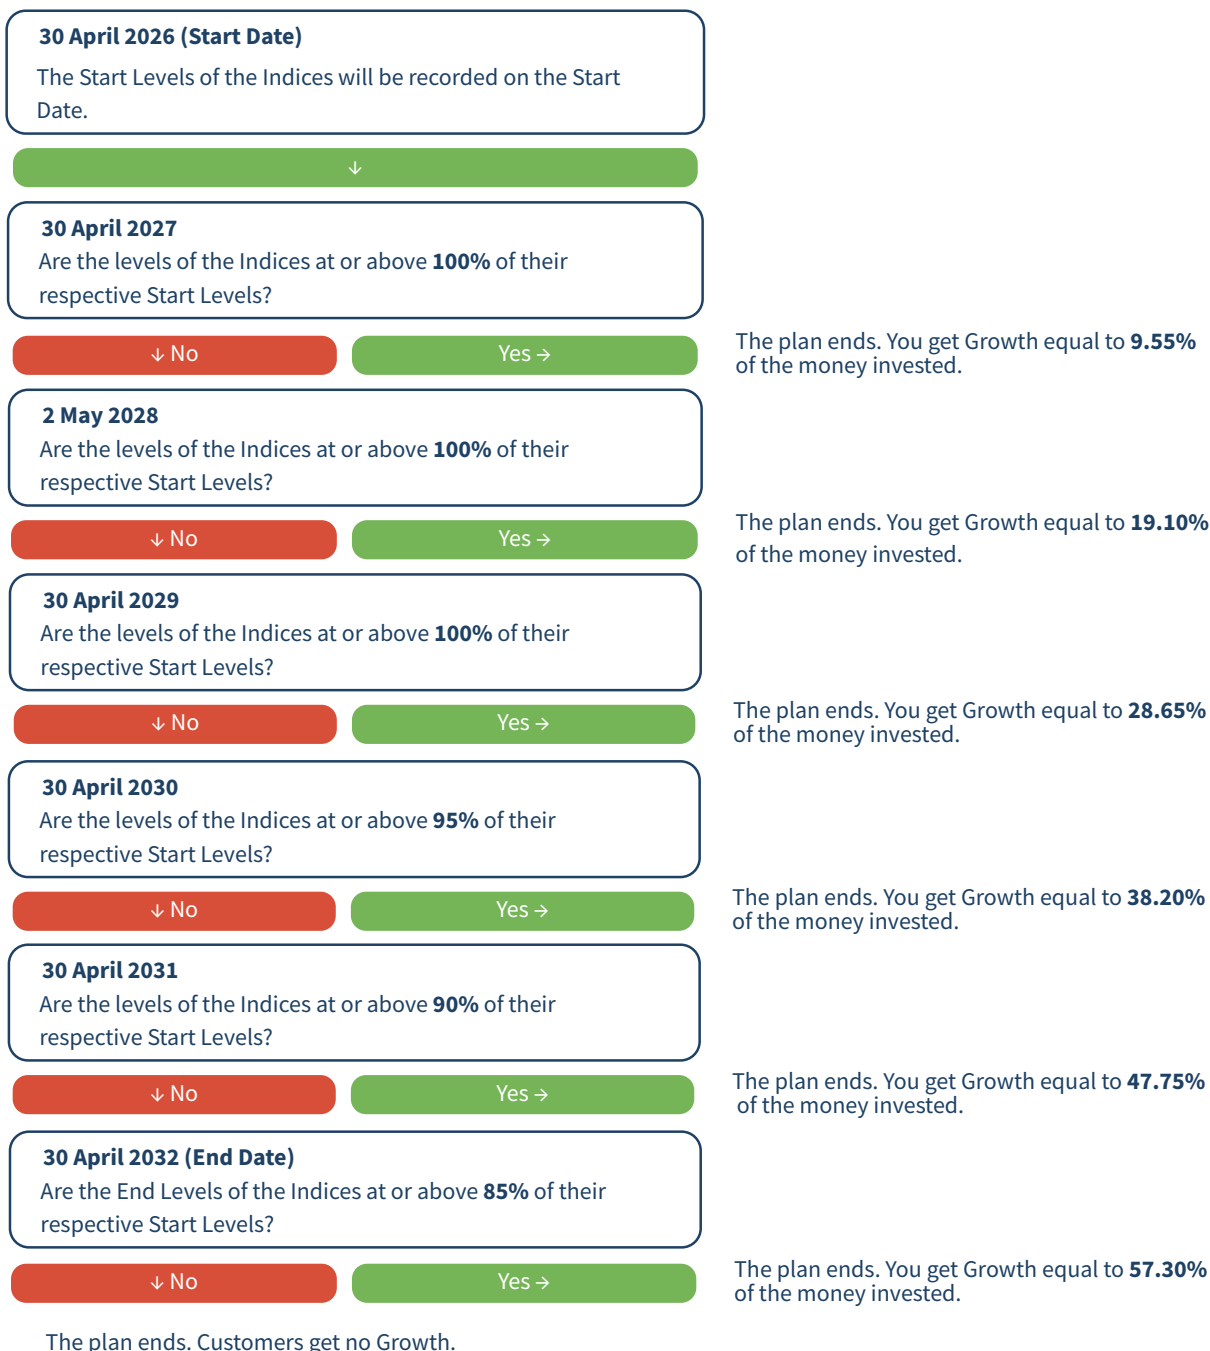 30 April 2026 (Start Date)
The Start Levels of the Indices will be recorded on the Start
Date.
↓
30 April 2027
Are the levels of the Indices at or above 100% of their
respective Start Levels?
↓ No
Yes →
The plan ends. You get Growth equal to 9.55%
of the money invested.
2 May 2028
Are the levels of the Indices at or above 100% of their
respective Start Levels?
↓ No
Yes →
The plan ends. You get Growth equal to 19.10%
of the money invested.
30 April 2029
Are the levels of the Indices at or above 100% of their
respective Start Levels?
↓ No
Yes →
The plan ends. You get Growth equal to 28.65%
of the money invested.
30 April 2030
Are the levels of the Indices at or above 95% of their
respective Start Levels?
↓ No
Yes →
The plan ends. You get Growth equal to 38.20%
of the money invested.
30 April 2031
Are the levels of the Indices at or above 90% of their
respective Start Levels?
↓ No
Yes →
The plan ends. You get Growth equal to 47.75%
of the money invested.
30 April 2032 (End Date)
Are the End Levels of the Indices at or above 85% of their
respective Start Levels?
↓ No
Yes →
The plan ends. You get Growth equal to 57.30%
of the money invested.
The plan ends. Customers get no Growth.